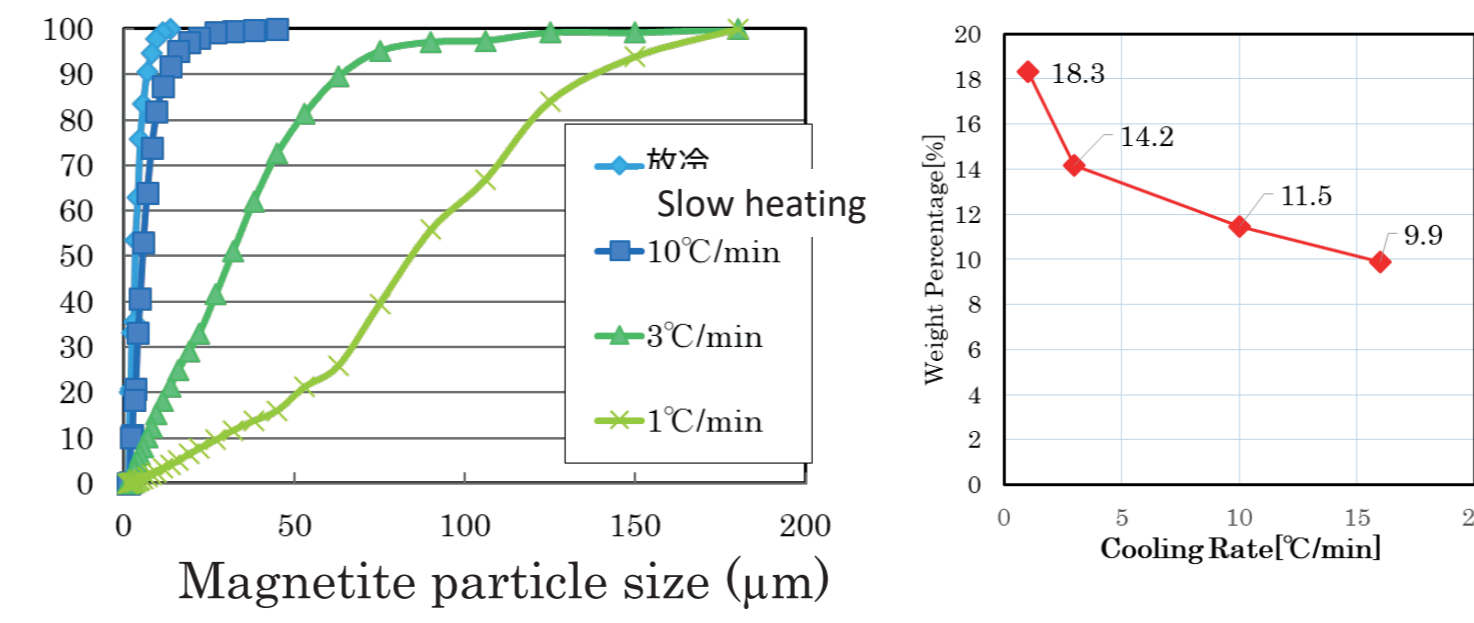 100
90
80
70
60
50
40
30
20
10
0
0 50 100 150 200
Magnetite particle size (μm)
放冷
Slow heating
10℃/min
3℃/min
1℃/min
20
18
16
14
12
10
8
6
4
2
0
Weight Percentage[%]
18.3
14.2
11.5
9.9
0 5 10 15
Cooling Rate[℃/min]